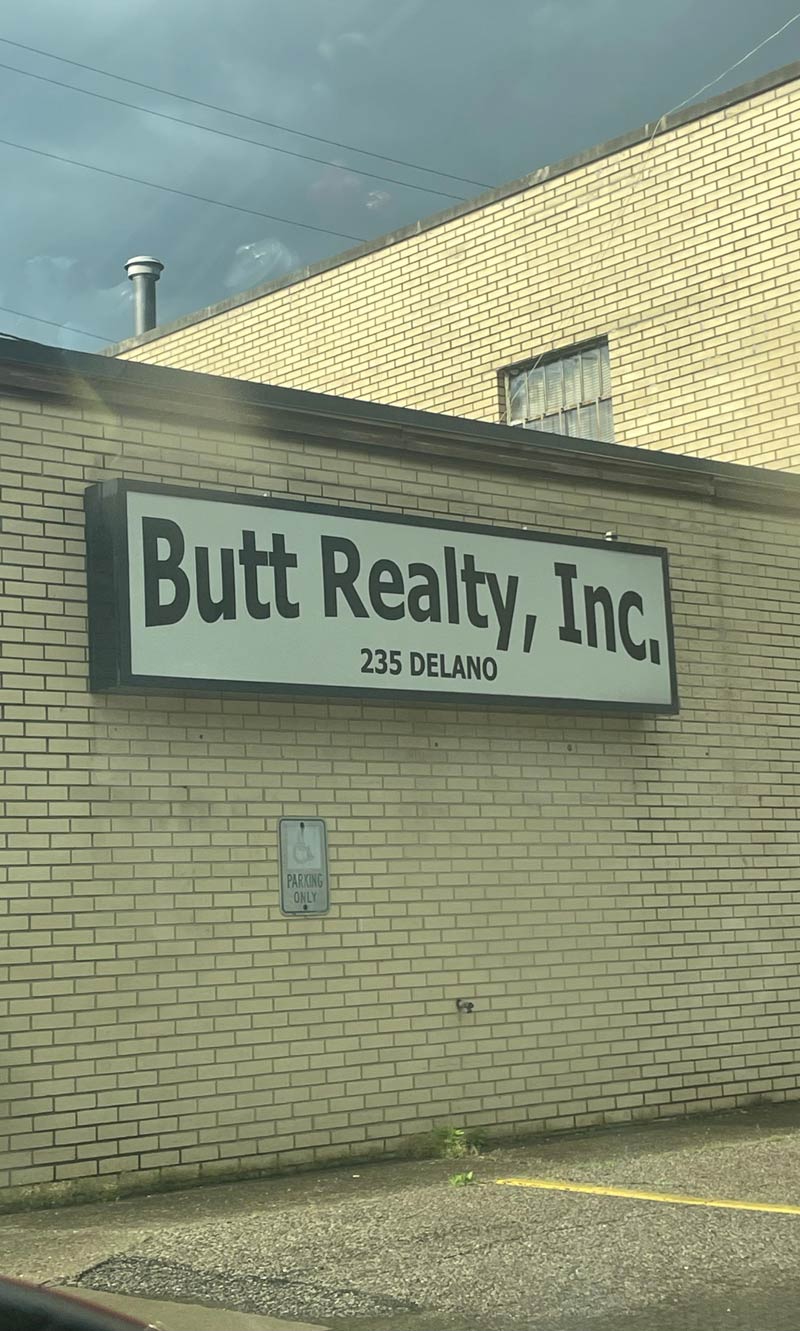 Butt Realty, Inc.
235 DELANO
PARKING
ONLY